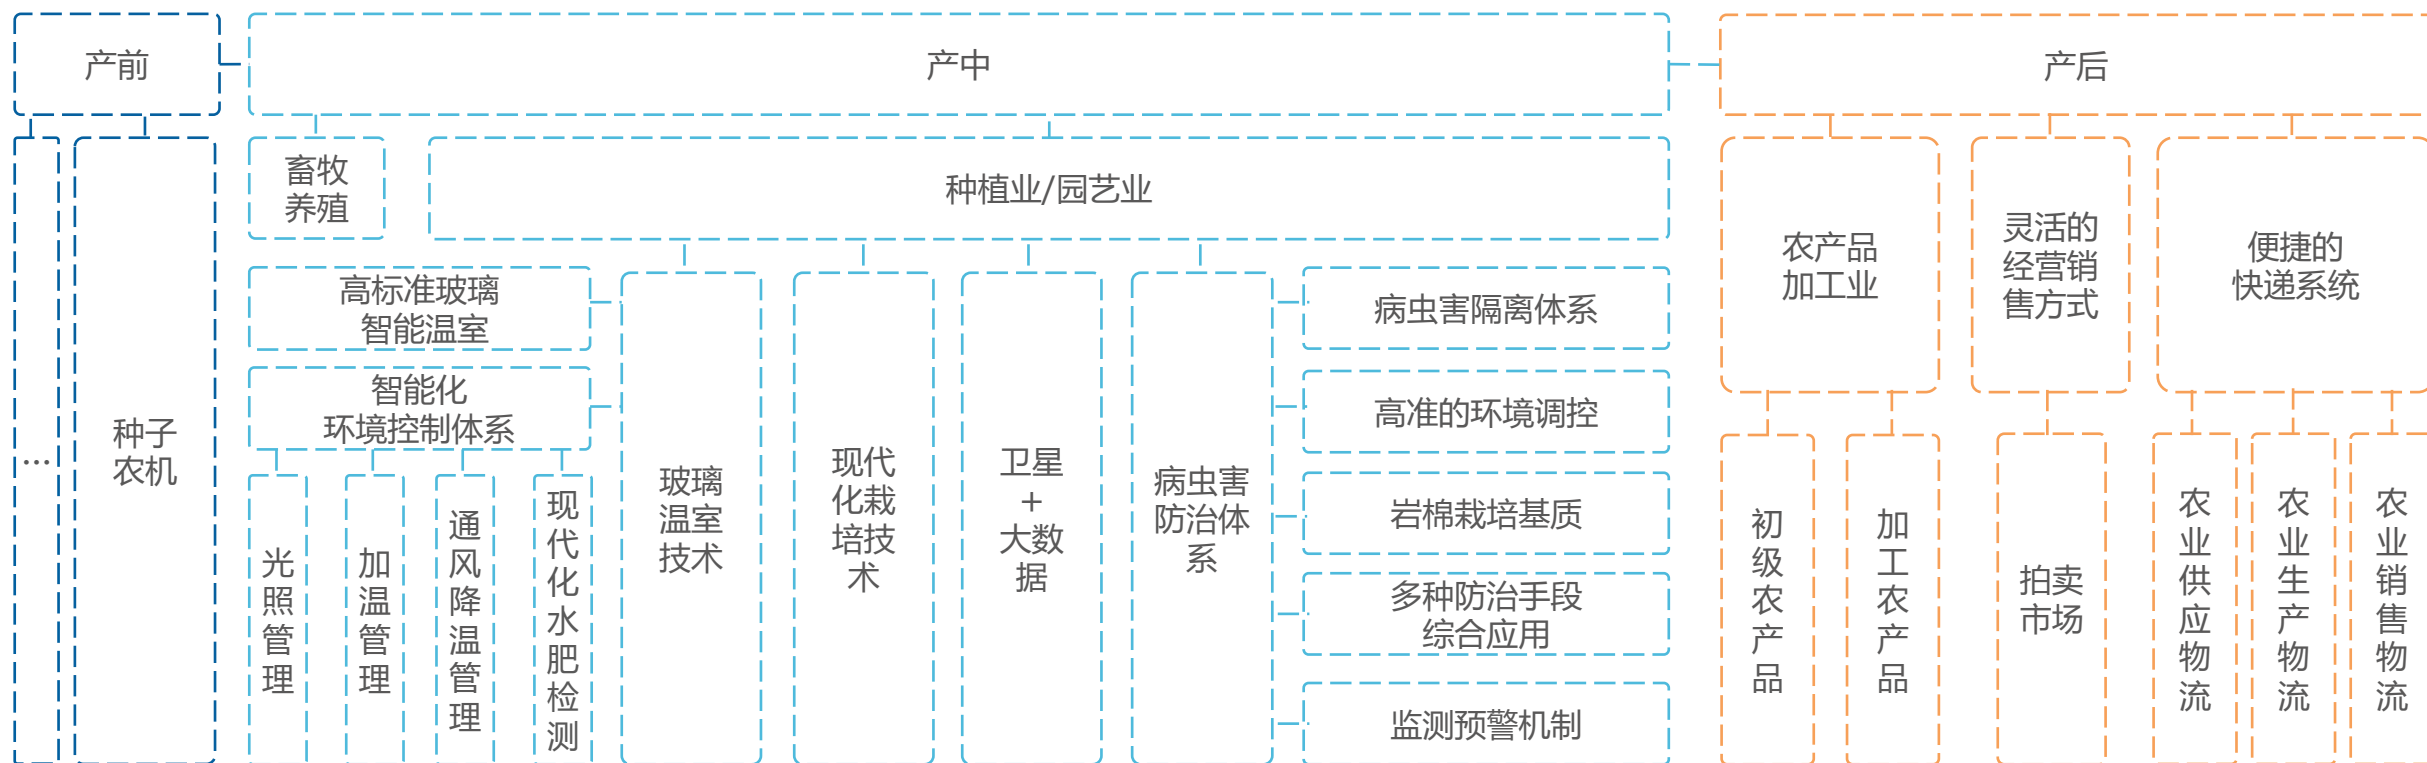 产前
产中
产后
畜牧
养殖
种植业/园艺业
农产品
加工业
灵活的
经营销
售方式
便捷的
快递系统
…
种子
农机
高标准玻璃
智能温室
智能化
环境控制体系
光照管理
加温管理
通风降温管理
现代化水肥检测
玻璃
温室
技术
现代
化栽
培技
术
卫星
+
大数
据
病虫害
防治体
系
病虫害隔离体系
高准的环境调控
岩棉栽培基质
多种防治手段
综合应用
监测预警机制
初级农产品
加工农产品
拍卖
市场
农业供应物流
农业生产物流
农业销售物流